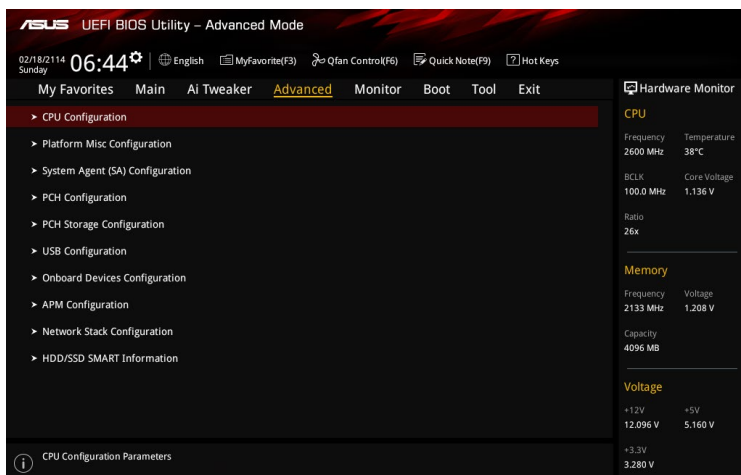 ASUS UEFI BIOS Utility – Advanced Mode
02/18/2114
Sunday
06:44
English MyFavorite(F3) Qfan Control(F6) Quick Note(F9) ? Hot Keys
My Favorites Main Ai Tweaker Advanced Monitor Boot Tool Exit
> CPU Configuration
> Platform Misc Configuration
> System Agent (SA) Configuration
> PCH Configuration
> PCH Storage Configuration
> USB Configuration
> Onboard Devices Configuration
> APM Configuration
> Network Stack Configuration
> HDD/SSD SMART Information
i CPU Configuration Parameters
Hardware Monitor
CPU
Frequency Temperature
2600 MHz 38°C
BCLK Core Voltage
100.0 MHz 1.136 V
Ratio
26x
Memory
Frequency Voltage
2133 MHz 1.208 V
Capacity
4096 MB
Voltage
+12V +5V
12.096 V 5.160 V
+3.3V
3.280 V